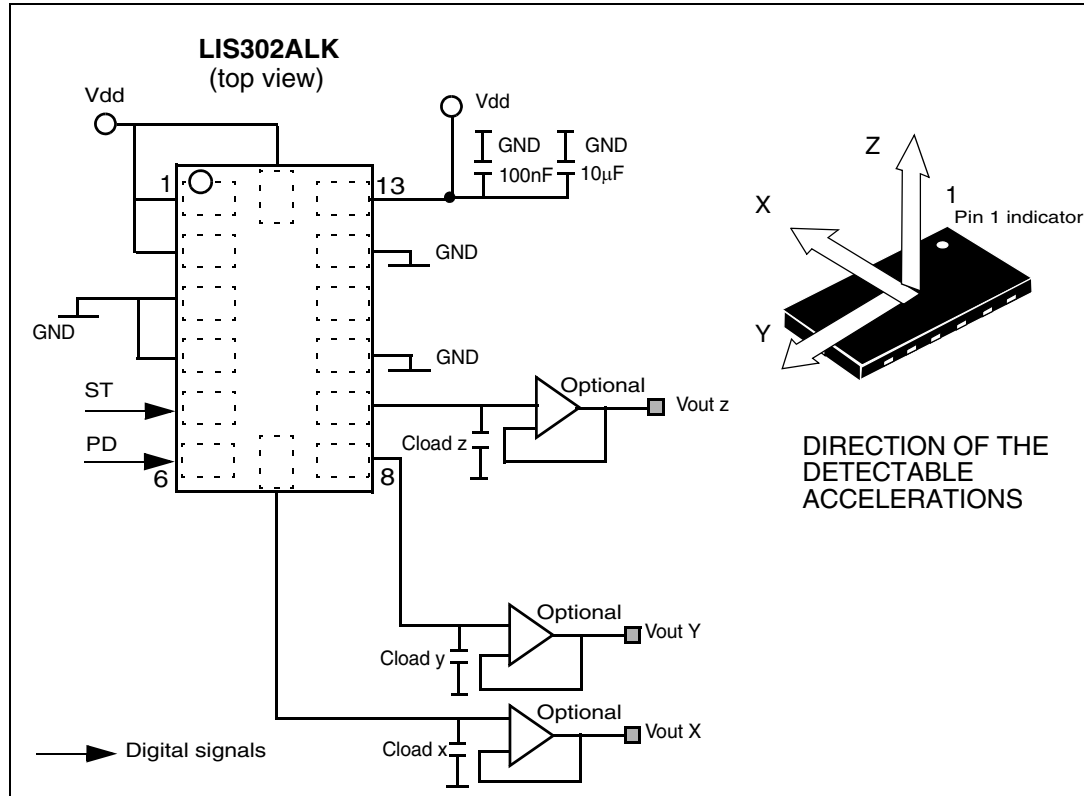 LIS302ALK
(top view)
Vdd
Vdd
GND
GND
100nF
10μF
1
13
GND
GND
GND
ST
PD
6
8
Optional
Cload z
Vout z
Optional
Cload y
Vout Y
Optional
Cload x
Vout X
Digital signals
Z
X
Y
1
Pin 1 indicator
DIRECTION OF THE
DETECTABLE
ACCELERATIONS